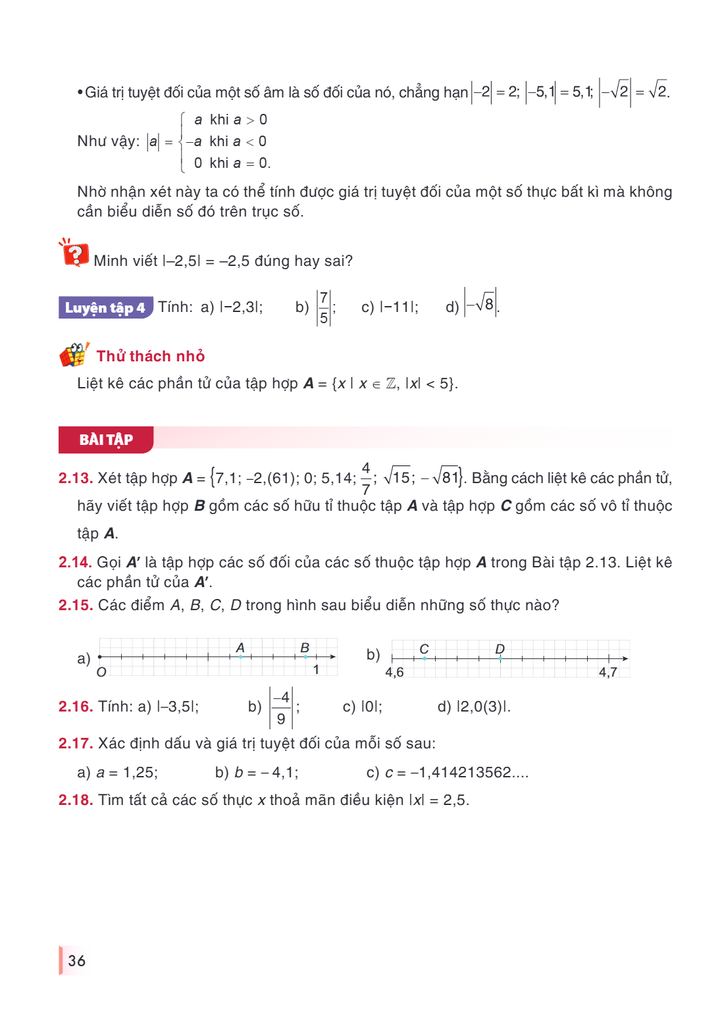 • Giá trị tuyệt đối của một số âm là số đối của nó, chẳng hạn |−2| = 2; |−5,1| = 5,1; |−√2| = √2.
Như vậy: |a| = { a khi a > 0
−a khi a < 0
0 khi a = 0.
Nhờ nhận xét này ta có thể tính được giá trị tuyệt đối của một số thực bất kì mà không
cần biểu diễn số đó trên trục số.
? Minh viết |–2,5| = –2,5 đúng hay sai?
Luyện tập 4 Tính: a) |−2,3|; b) |7/5|; c) |−11|; d) |−√8|.
Thử thách nhỏ
Liệt kê các phần tử của tập hợp A = {x | x ∈ ℤ, |x| < 5}.
BÀI TẬP
2.13. Xét tập hợp A = {7,1; −2,(61); 0; 5,14; 4/7; √15; −√81}. Bằng cách liệt kê các phần tử,
hãy viết tập hợp B gồm các số hữu tỉ thuộc tập A và tập hợp C gồm các số vô tỉ thuộc
tập A.
2.14. Gọi A′ là tập hợp các số đối của các số thuộc tập hợp A trong Bài tập 2.13. Liệt kê
các phần tử của A′.
2.15. Các điểm A, B, C, D trong hình sau biểu diễn những số thực nào?
a) O A B 1 b) 4,6 C D 4,7
2.16. Tính: a) |–3,5|; b) |−4/9|; c) |0|; d) |2,0(3)|.
2.17. Xác định dấu và giá trị tuyệt đối của mỗi số sau:
a) a = 1,25; b) b = – 4,1; c) c = –1,414213562....
2.18. Tìm tất cả các số thực x thoả mãn điều kiện |x| = 2,5.
36